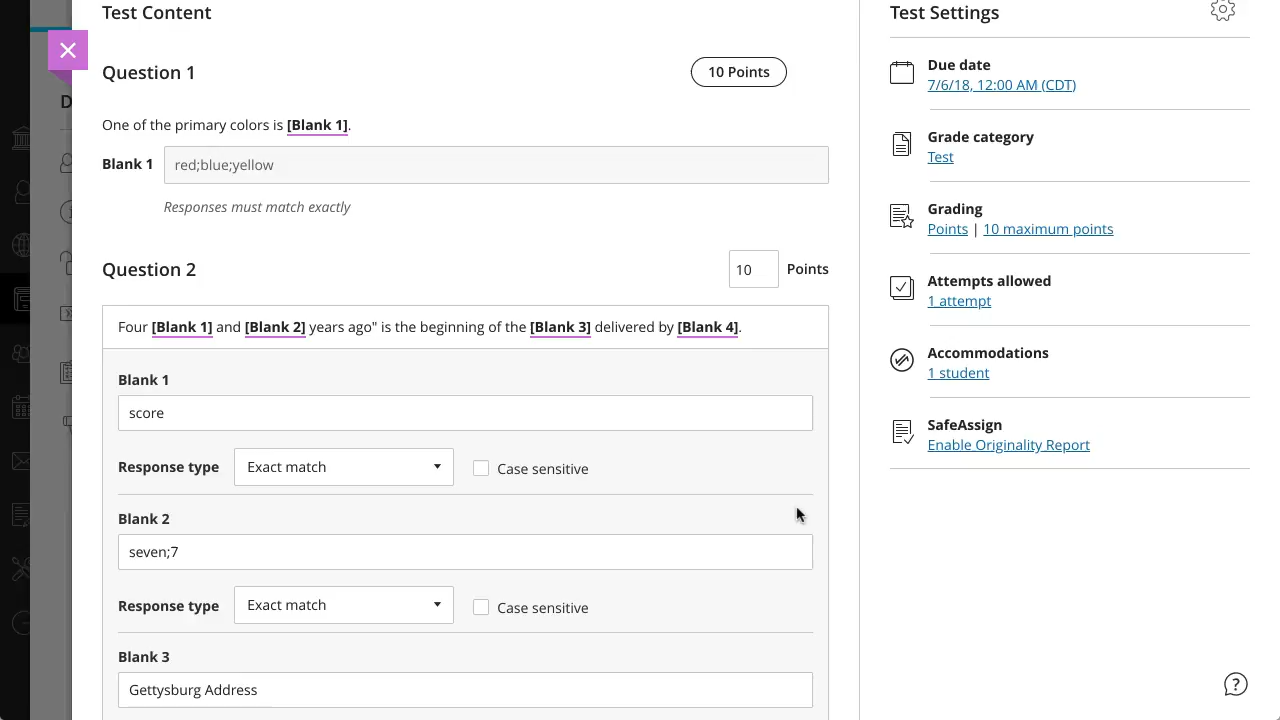 Test Content
Question 1
10 Points
One of the primary colors is [Blank 1].
Blank 1
red;blue;yellow
Responses must match exactly
Question 2
10
Points
Four [Blank 1] and [Blank 2] years ago" is the beginning of the [Blank 3] delivered by [Blank 4].
Blank 1
score
Response type
Exact match
Case sensitive
Blank 2
seven;7
Response type
Exact match
Case sensitive
Blank 3
Gettysburg Address
Test Settings
Due date
7/6/18, 12:00 AM (CDT)
Grade category
Test
Grading
Points | 10 maximum points
Attempts allowed
1 attempt
Accommodations
1 student
SafeAssign
Enable Originality Report